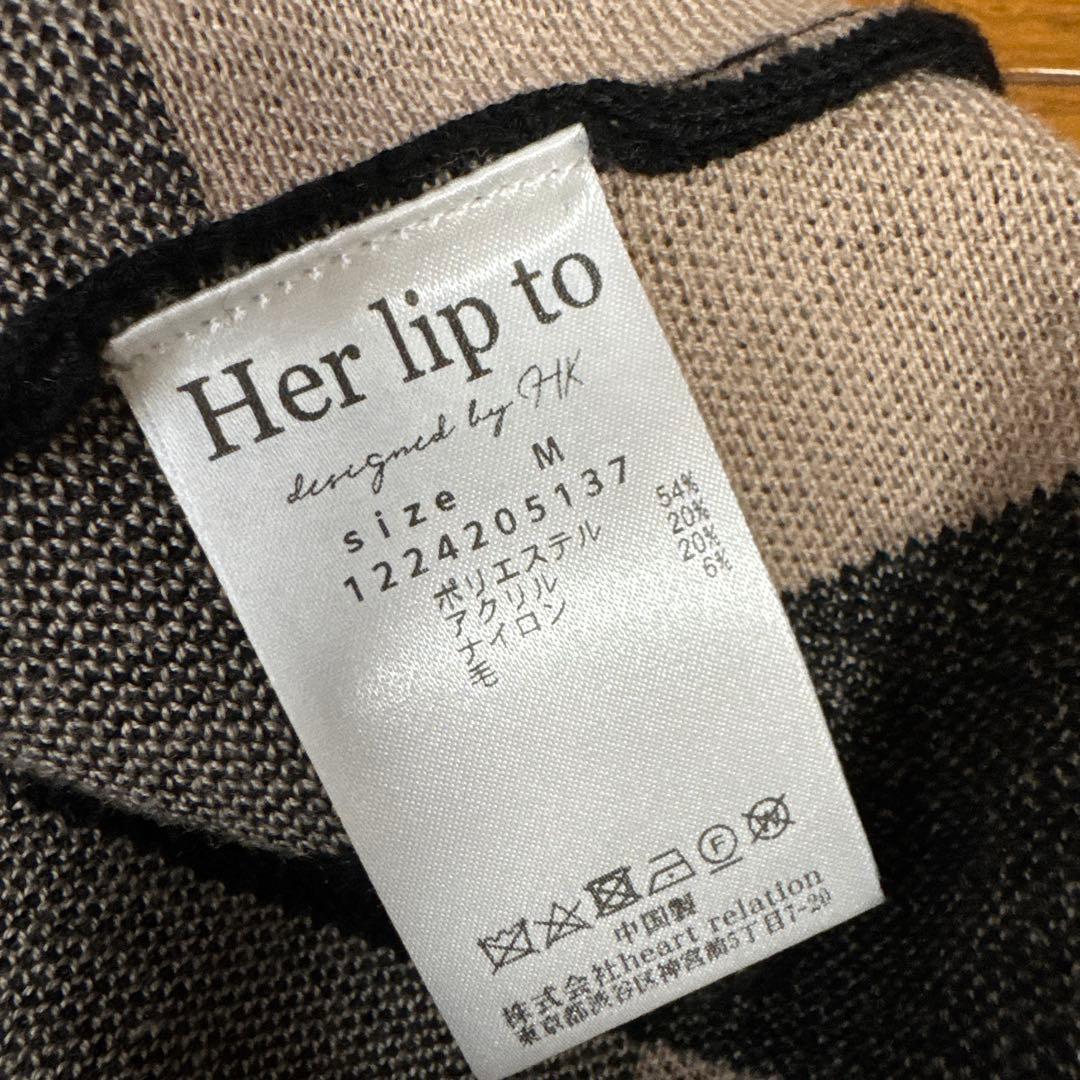 Her lip to
designed by HK
size M
1224205137
ポリエステル 54%
アクリル 20%
ナイロン 20%
毛 6%
F W
中国製
株式会社heart relation
東京都渋谷区神宮前5丁目7-20